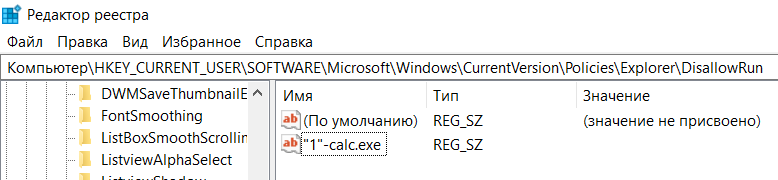 Редактор реестра
Файл Правка Вид Избранное Справка
Компьютер\HKEY_CURRENT_USER\SOFTWARE\Microsoft\Windows\CurrentVersion\Policies\Explorer\DisallowRun
DWMSaveThumbnailE
FontSmoothing
ListBoxSmoothScrollin
ListviewAlphaSelect
ListviewShadow
Имя Тип Значение
(По умолчанию) REG_SZ (значение не присвоено)
"1"-calc.exe REG_SZ